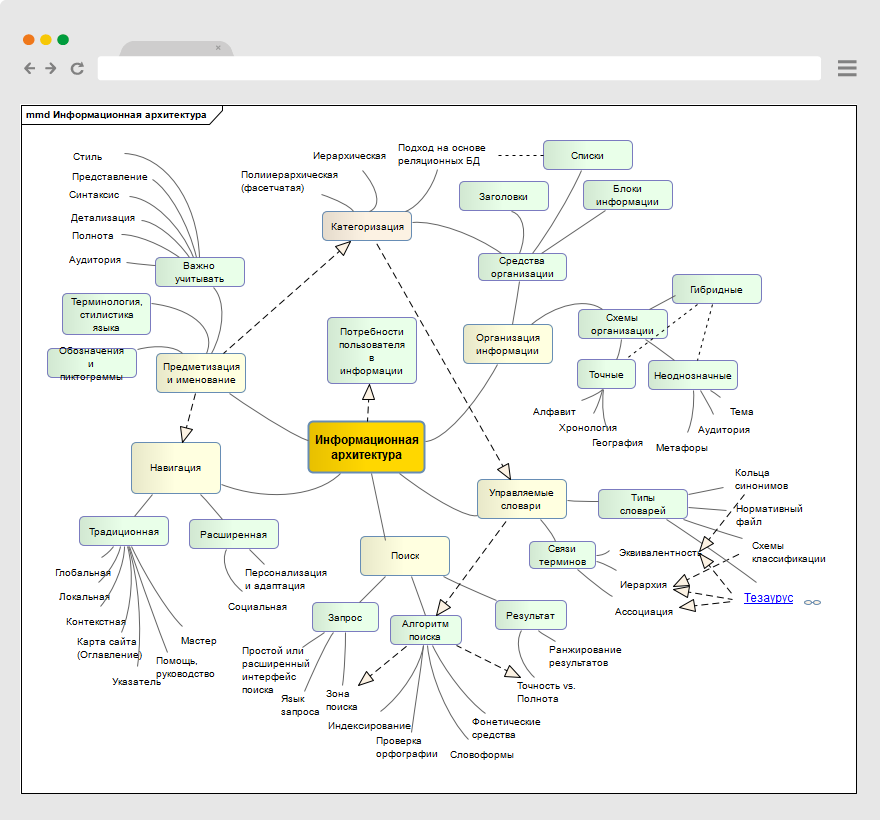 mmd Информационная архитектура
Стиль
Представление
Синтаксис
Детализация
Полнота
Аудитория
Важно
учитывать
Терминология,
стилистика
языка
Обозначения
и
пиктограммы
Предметизация
и именование
Иерархическая
Полииерархическая
(фасетчатая)
Подход на основе
реляционных БД
Категоризация
Списки
Заголовки
Блоки
информации
Средства
организации
Гибридные
Схемы
организации
Организация
информации
Точные
Неоднозначные
Алфавит
Хронология
География
Тема
Аудитория
Метафоры
Потребности
пользователя
в
информации
Информационная
архитектура
Навигация
Традиционная
Расширенная
Глобальная
Локальная
Контекстная
Карта сайта
(Оглавление)
Указатель
Мастер
Помощь,
руководство
Персонализация
и адаптация
Социальная
Поиск
Запрос
Алгоритм
поиска
Результат
Простой или
расширенный
интерфейс
поиска
Язык
запроса
Зона
поиска
Индексирование
Проверка
орфографии
Словоформы
Фонетические
средства
Ранжирование
результатов
Точность vs.
Полнота
Управляемые
словари
Типы
словарей
Связи
терминов
Кольца
синонимов
Нормативный
файл
Схемы
классификации
Тезаурус
Эквивалентность
Иерархия
Ассоциация